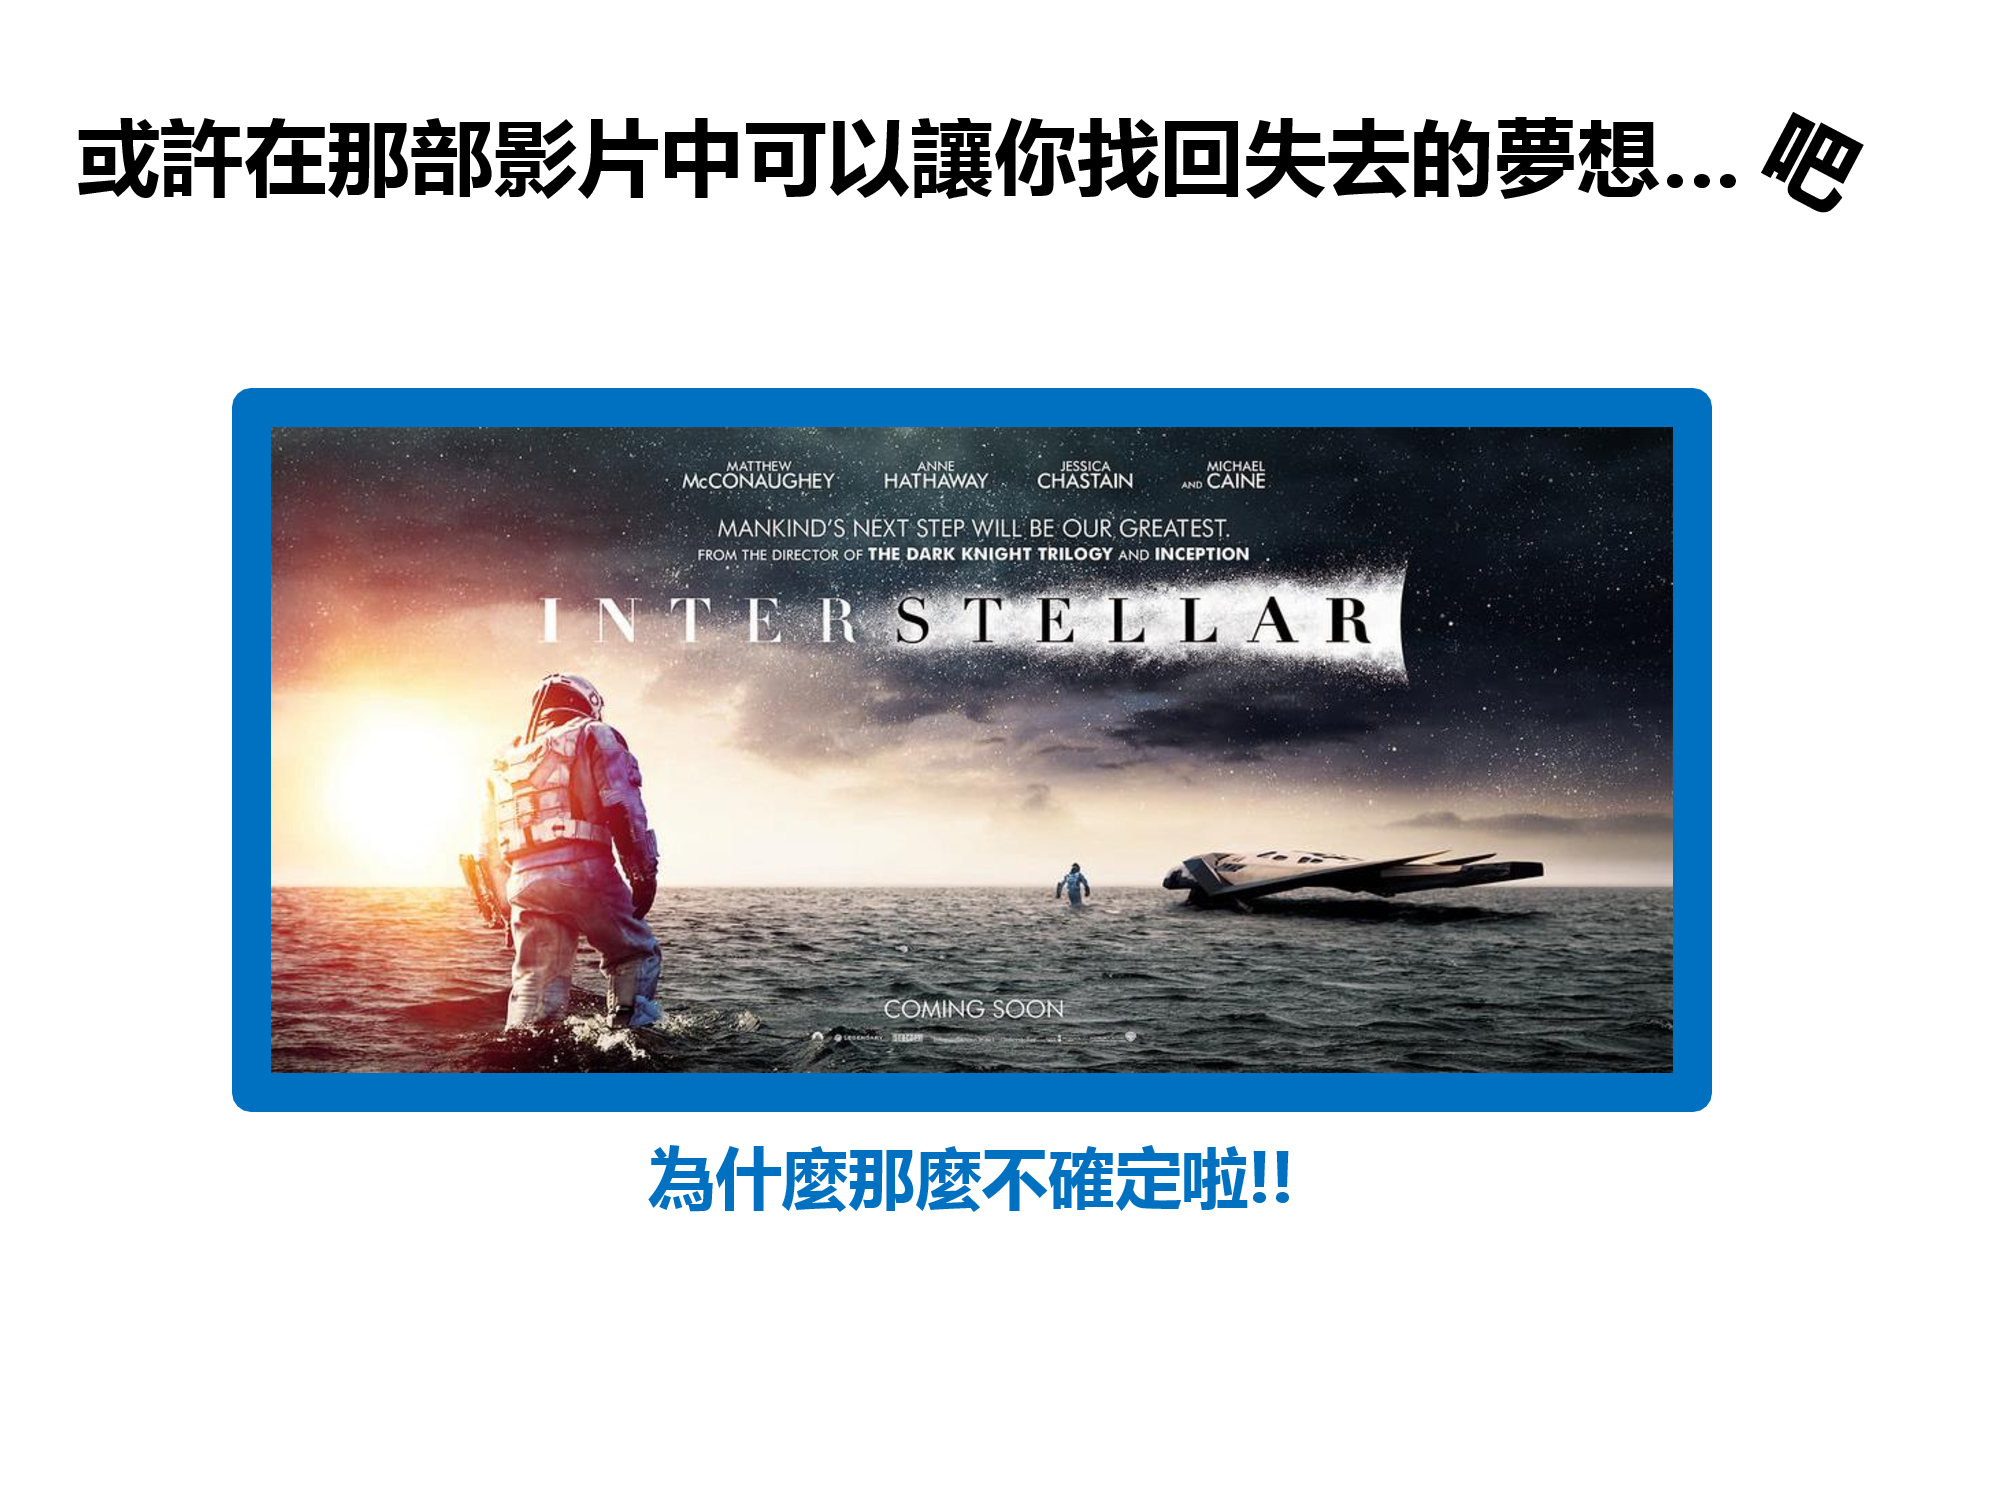 或許在那部影片中可以讓你找回失去的夢想... 吧
MATTHEW McCONAUGHEY ANNE HATHAWAY JESSICA CHASTAIN AND MICHAEL CAINE
MANKIND'S NEXT STEP WILL BE OUR GREATEST.
FROM THE DIRECTOR OF THE DARK KNIGHT TRILOGY AND INCEPTION
INTERSTELLAR
COMING SOON
LEGENDARY
為什麼那麼不確定啦!!